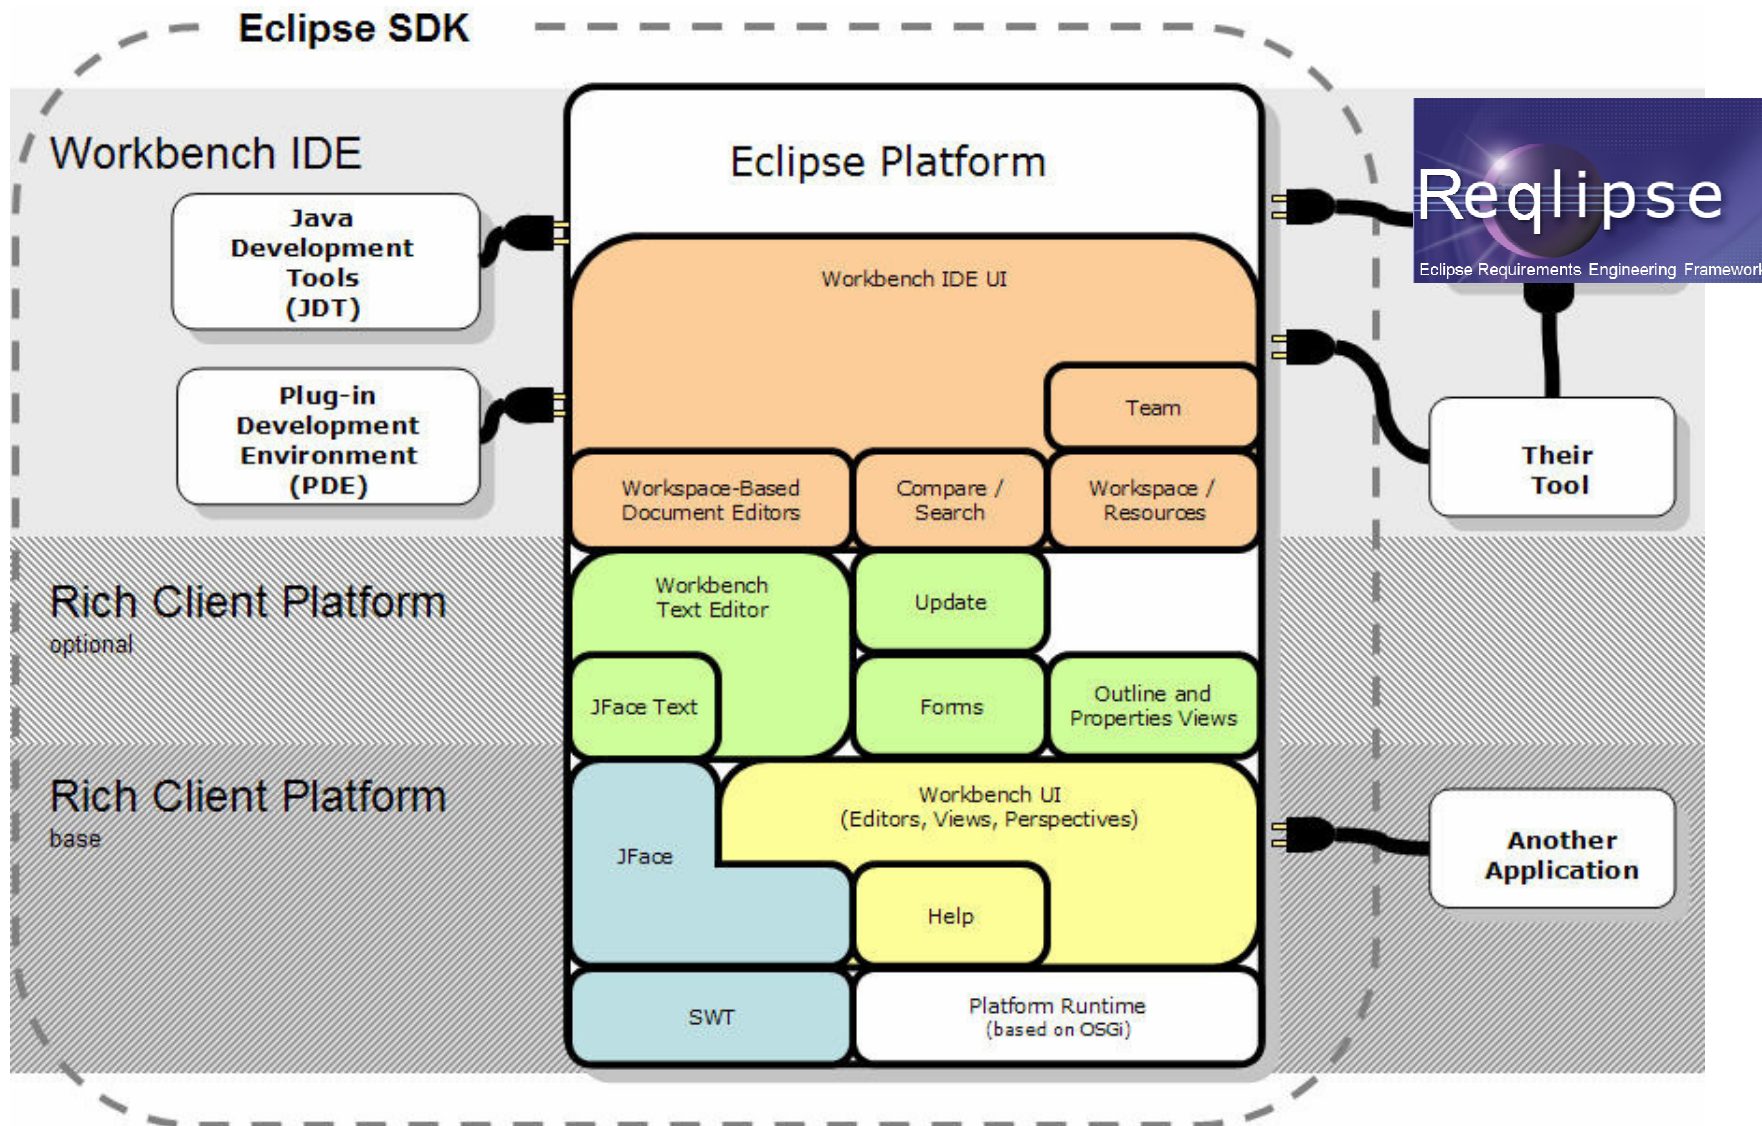 Eclipse SDK
Workbench IDE
Eclipse Platform
Java
Development
Tools
(JDT)
Plug-in
Development
Environment
(PDE)
Workbench IDE UI
Team
Workspace-Based
Document Editors
Compare /
Search
Workspace /
Resources
Reqlipse
Eclipse Requirements Engineering Framework
Their
Tool
Rich Client Platform
optional
Workbench
Text Editor
Update
JFace Text
Forms
Outline and
Properties Views
Rich Client Platform
base
JFace
Workbench UI
(Editors, Views, Perspectives)
Help
SWT
Platform Runtime
(based on OSGi)
Another
Application